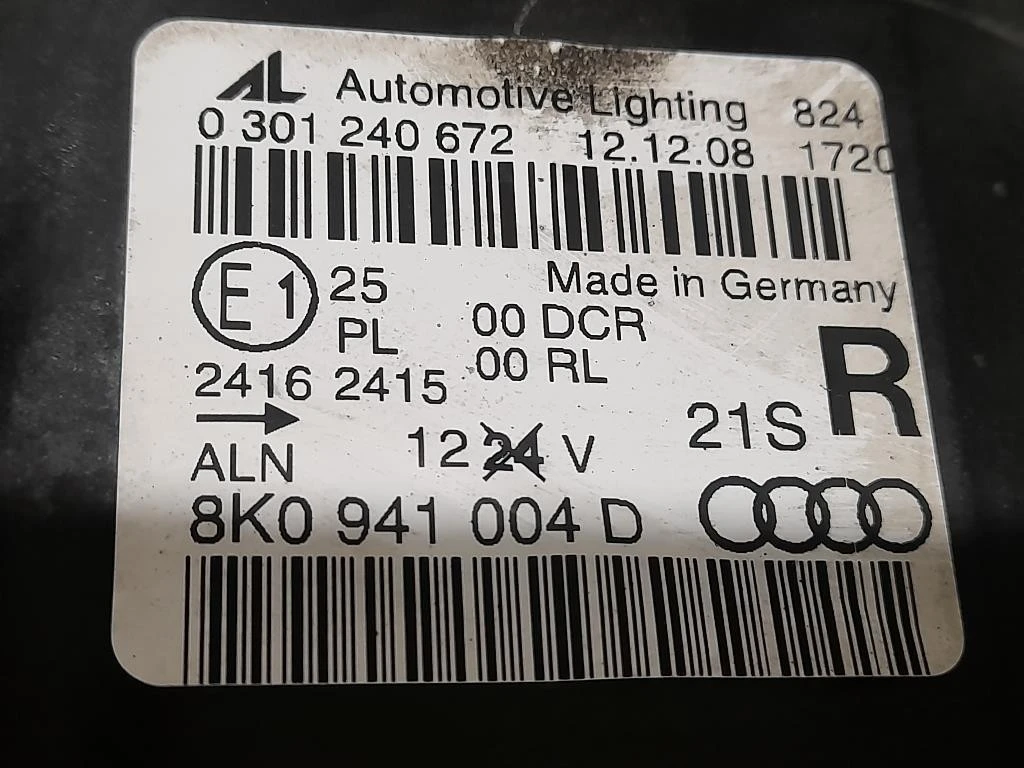 AL Automotive Lighting 824
0 301 240 672 12.12.08 1720
E1 25 Made in Germany
PL 00 DCR
00 RL R
2416 2415
→ 21S
ALN 12 24 V
8K0 941 004 D